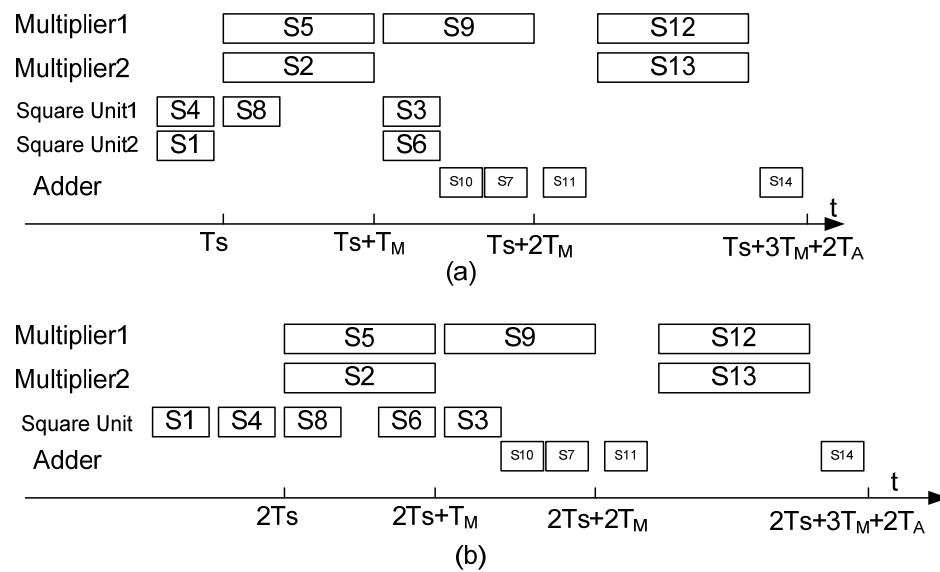 Multiplier1 S5 S9 S12
Multiplier2 S2 S13
Square Unit1 S4 S8 S3
Square Unit2 S1 S6
Adder S10 S7 S11 S14
t
Ts Ts+TM Ts+2TM Ts+3TM+2TA
(a)
Multiplier1 S5 S9 S12
Multiplier2 S2 S13
Square Unit S1 S4 S8 S6 S3
Adder S10 S7 S11 S14
t
2Ts 2Ts+TM 2Ts+2TM 2Ts+3TM+2TA
(b)